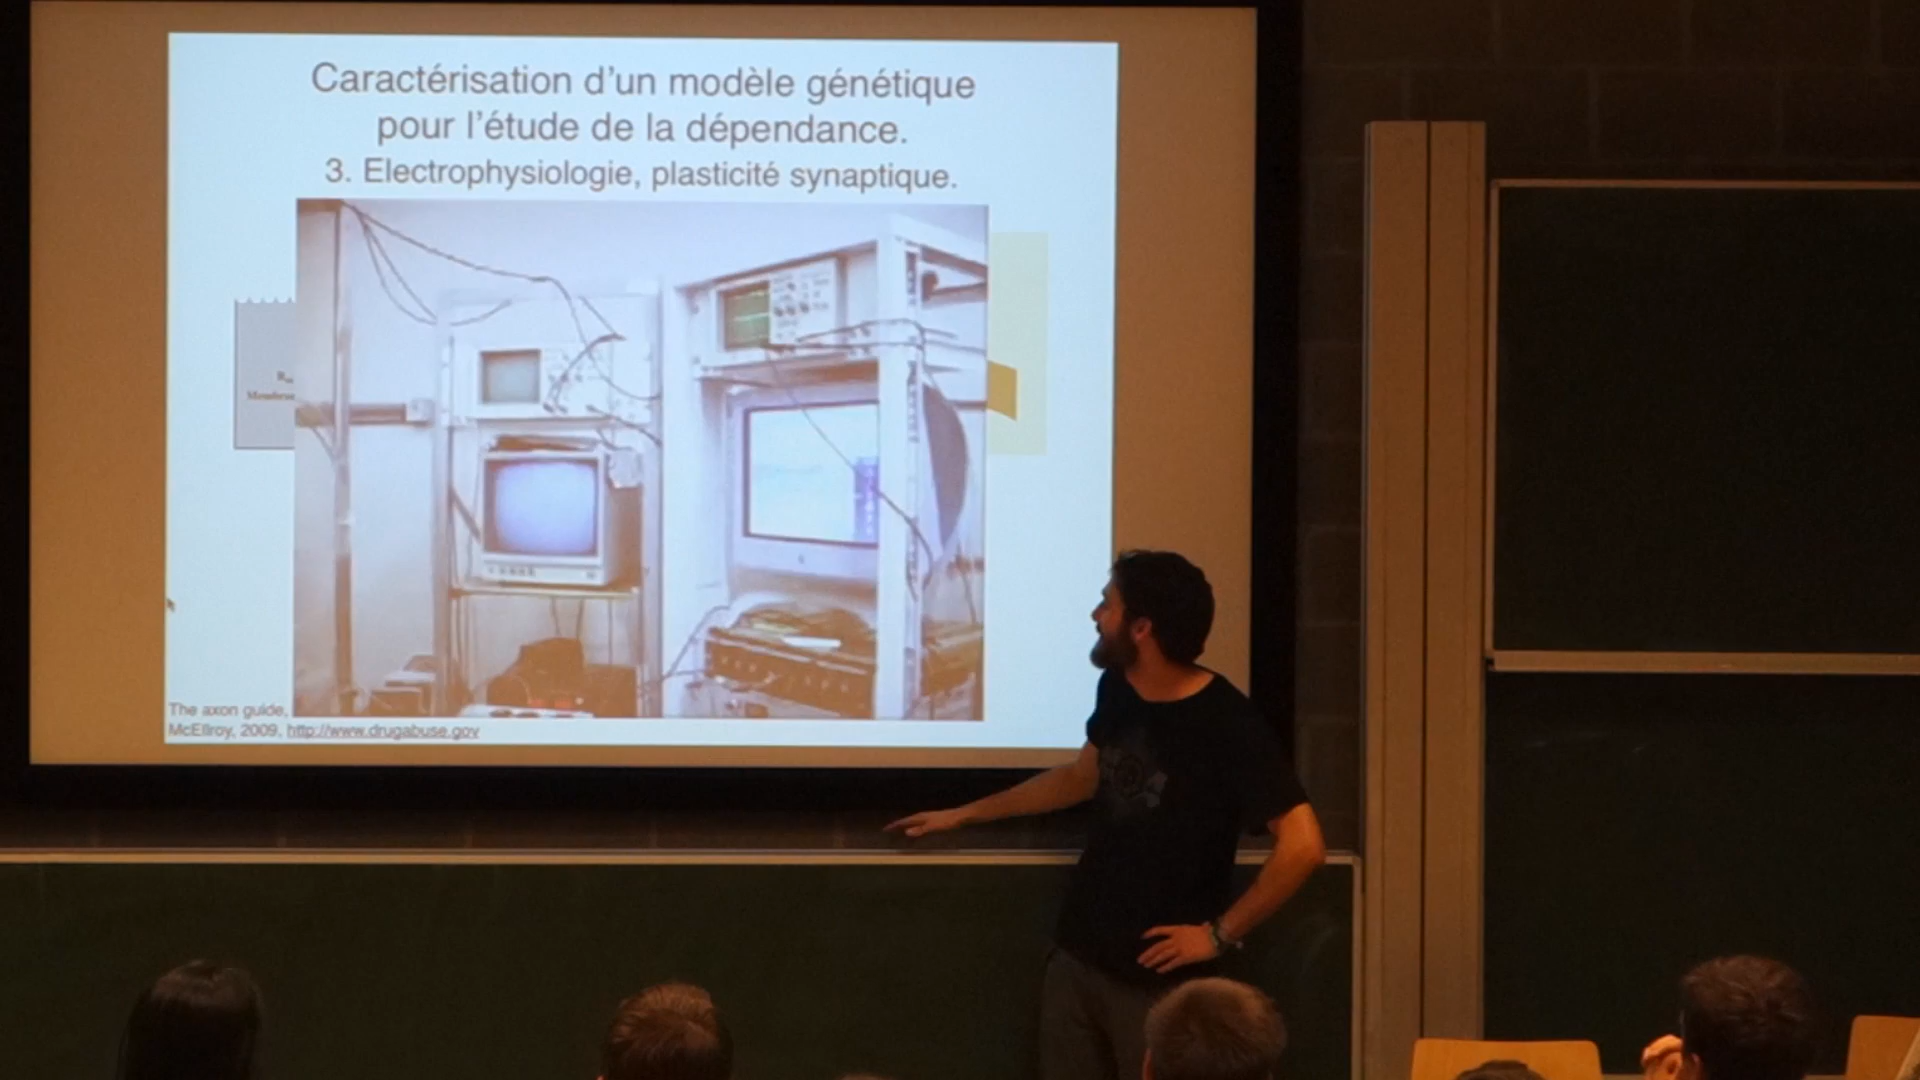 Caractérisation d'un modèle génétique
pour l'étude de la dépendance.
3. Electrophysiologie, plasticité synaptique.
The axon guide,
McEllroy, 2009, http://www.drugabuse.gov